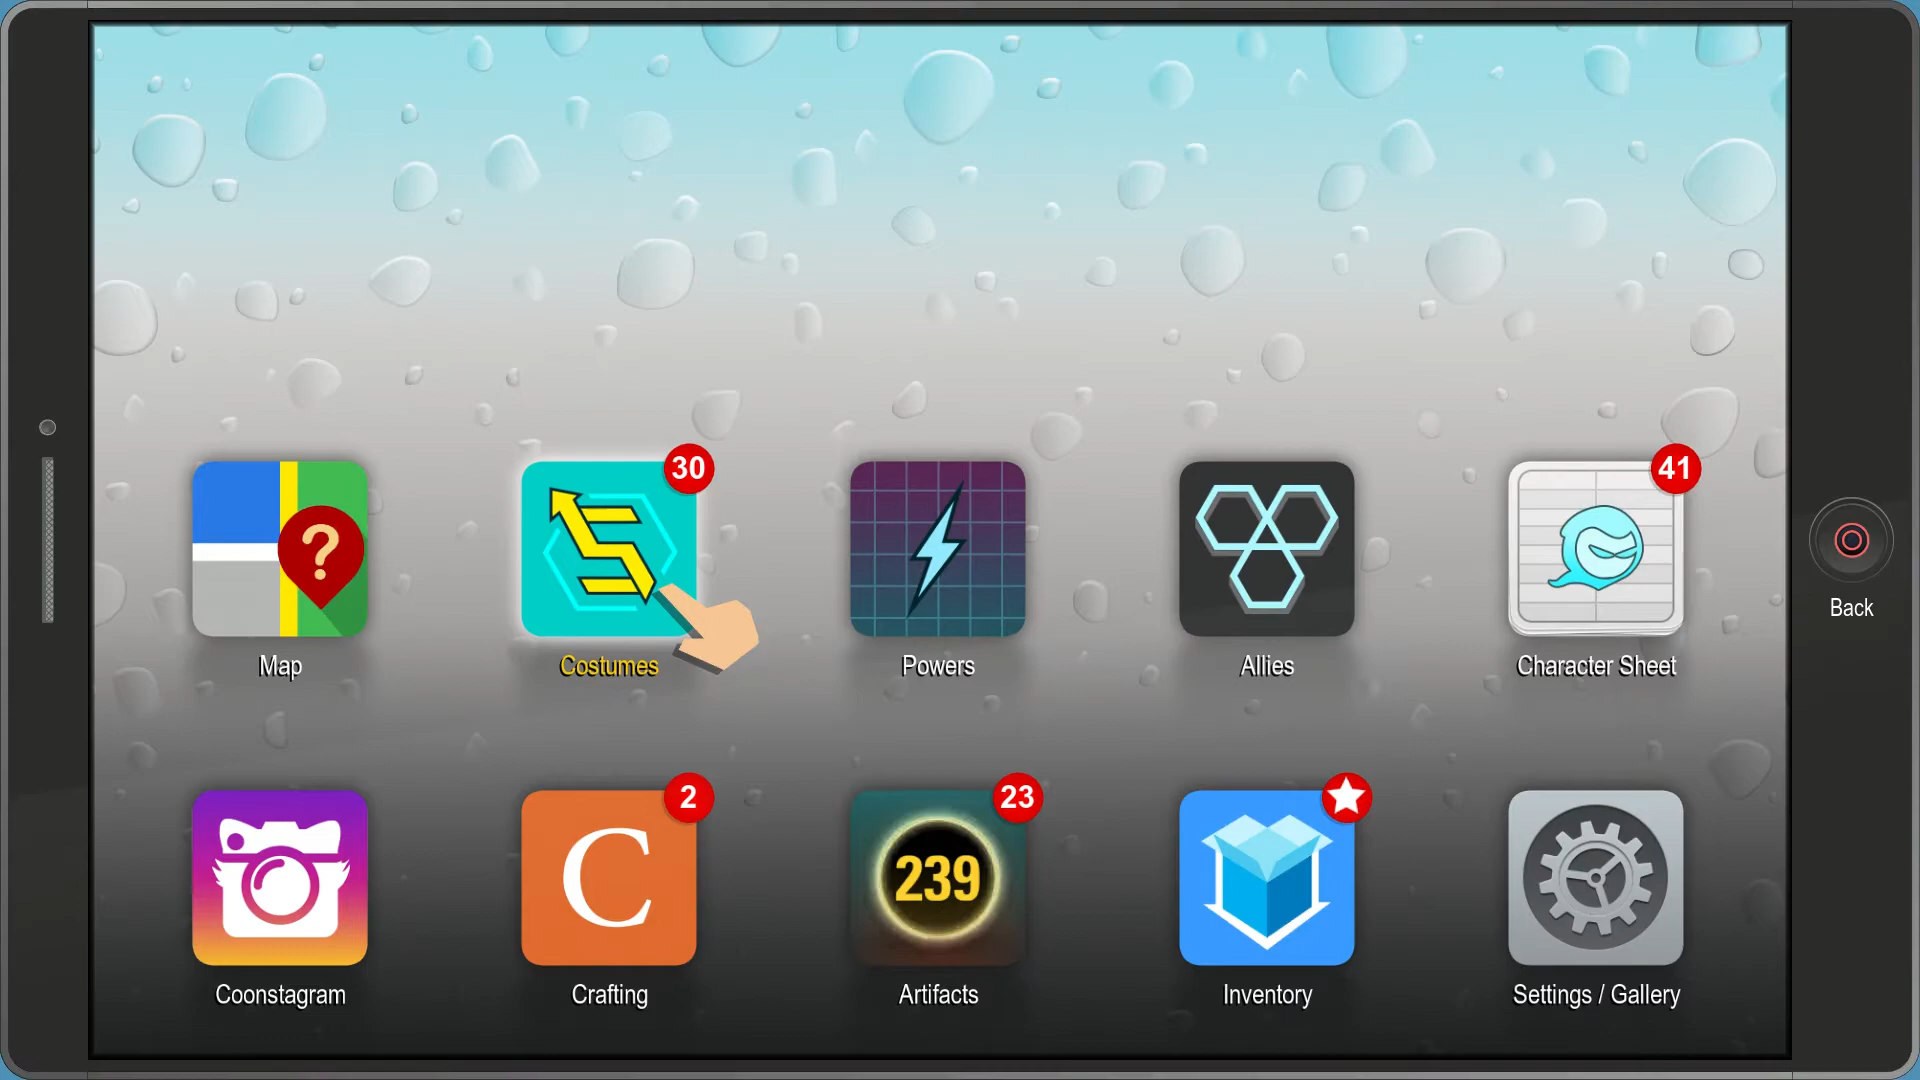 30
41
?
Map
Costumes
Powers
Allies
Character Sheet
Back
2
23
C
239
Coonstagram
Crafting
Artifacts
Inventory
Settings / Gallery